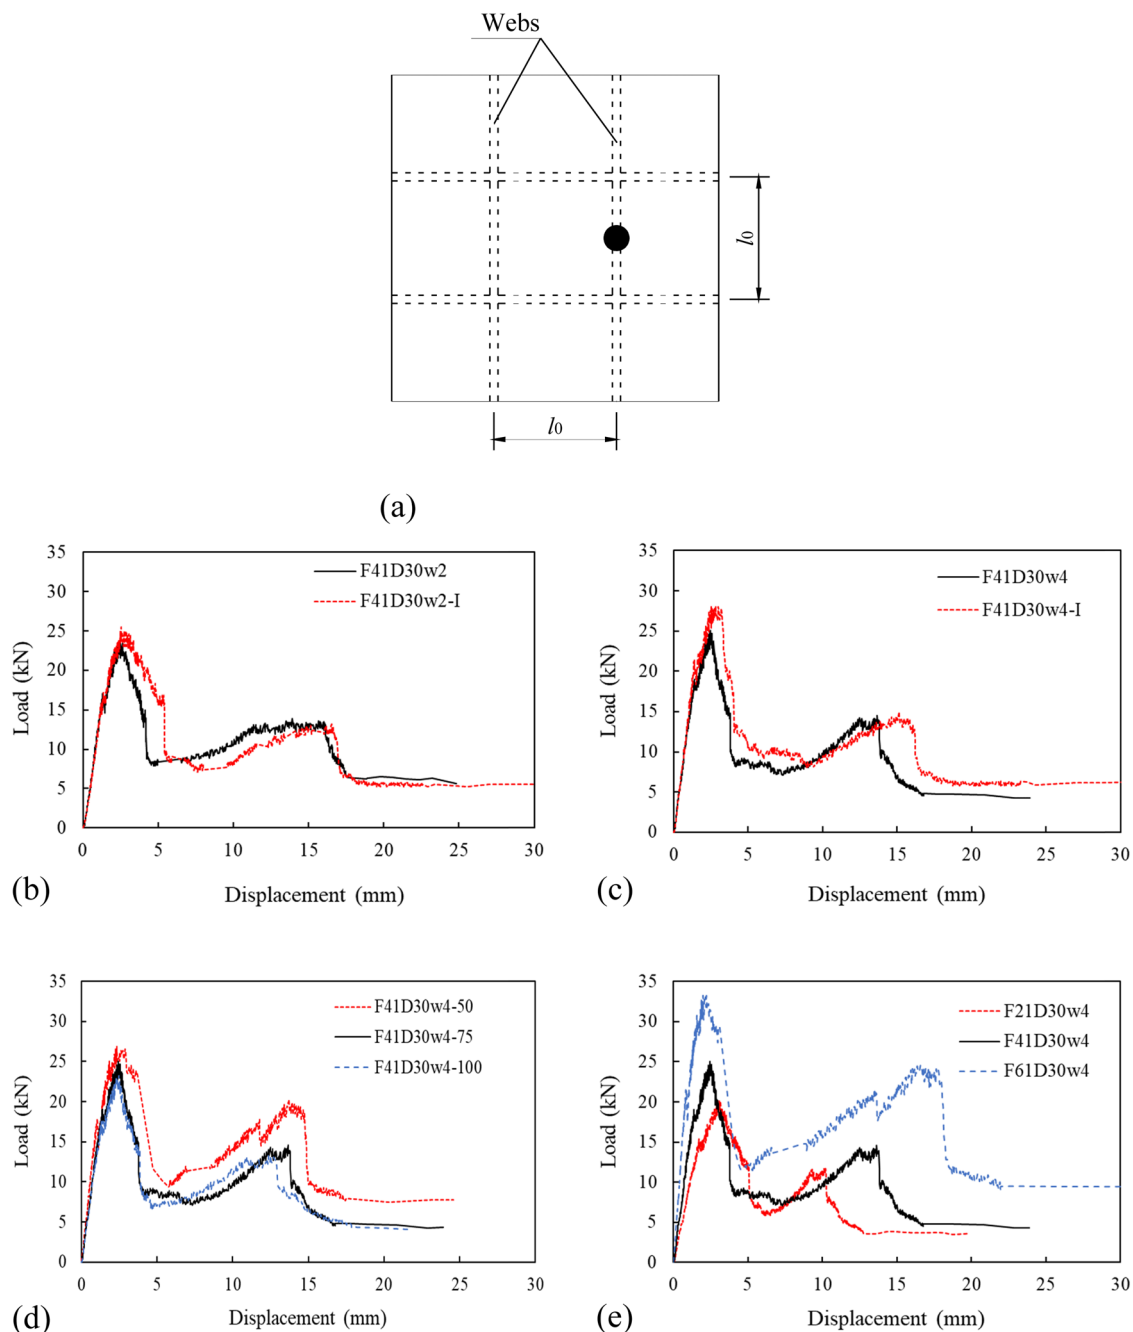 Webs
l0
l0
(a)
35
30
25
20
15
10
5
0
Load (kN)
F41D30w2
F41D30w2-I
0 5 10 15 20 25 30
Displacement (mm)
(b)
35
30
25
20
15
10
5
0
Load (kN)
F41D30w4
F41D30w4-I
0 5 10 15 20 25 30
Displacement (mm)
(c)
35
30
25
20
15
10
5
0
Load (kN)
F41D30w4-50
F41D30w4-75
F41D30w4-100
0 5 10 15 20 25 30
Displacement (mm)
(d)
35
30
25
20
15
10
5
0
Load (kN)
F21D30w4
F41D30w4
F61D30w4
0 5 10 15 20 25 30
Displacement (mm)
(e)